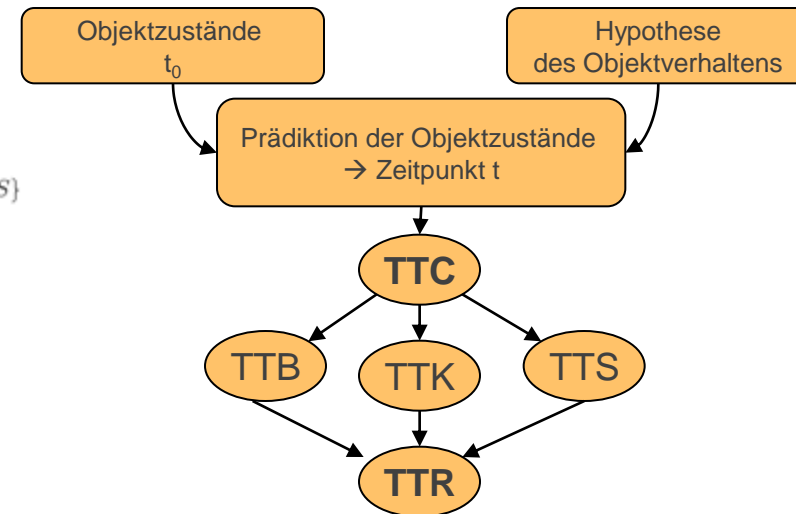 Objektzustände
t₀
Hypothese
des Objektverhaltens
Prädiktion der Objektzustände
→ Zeitpunkt t
S}
TTC
TTB
TTK
TTS
TTR